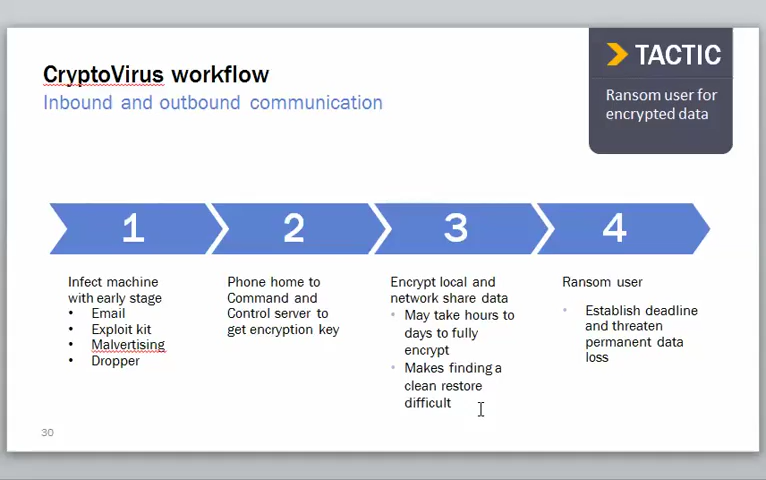 CryptoVirus workflow
Inbound and outbound communication
TACTIC
Ransom user for
encrypted data
1
2
3
4
Infect machine
with early stage
• Email
• Exploit kit
• Malvertising
• Dropper
Phone home to
Command and
Control server to
get encryption key
Encrypt local and
network share data
• May take hours to
days to fully
encrypt
• Makes finding a
clean restore
difficult
Ransom user
• Establish deadline
and threaten
permanent data
loss
30